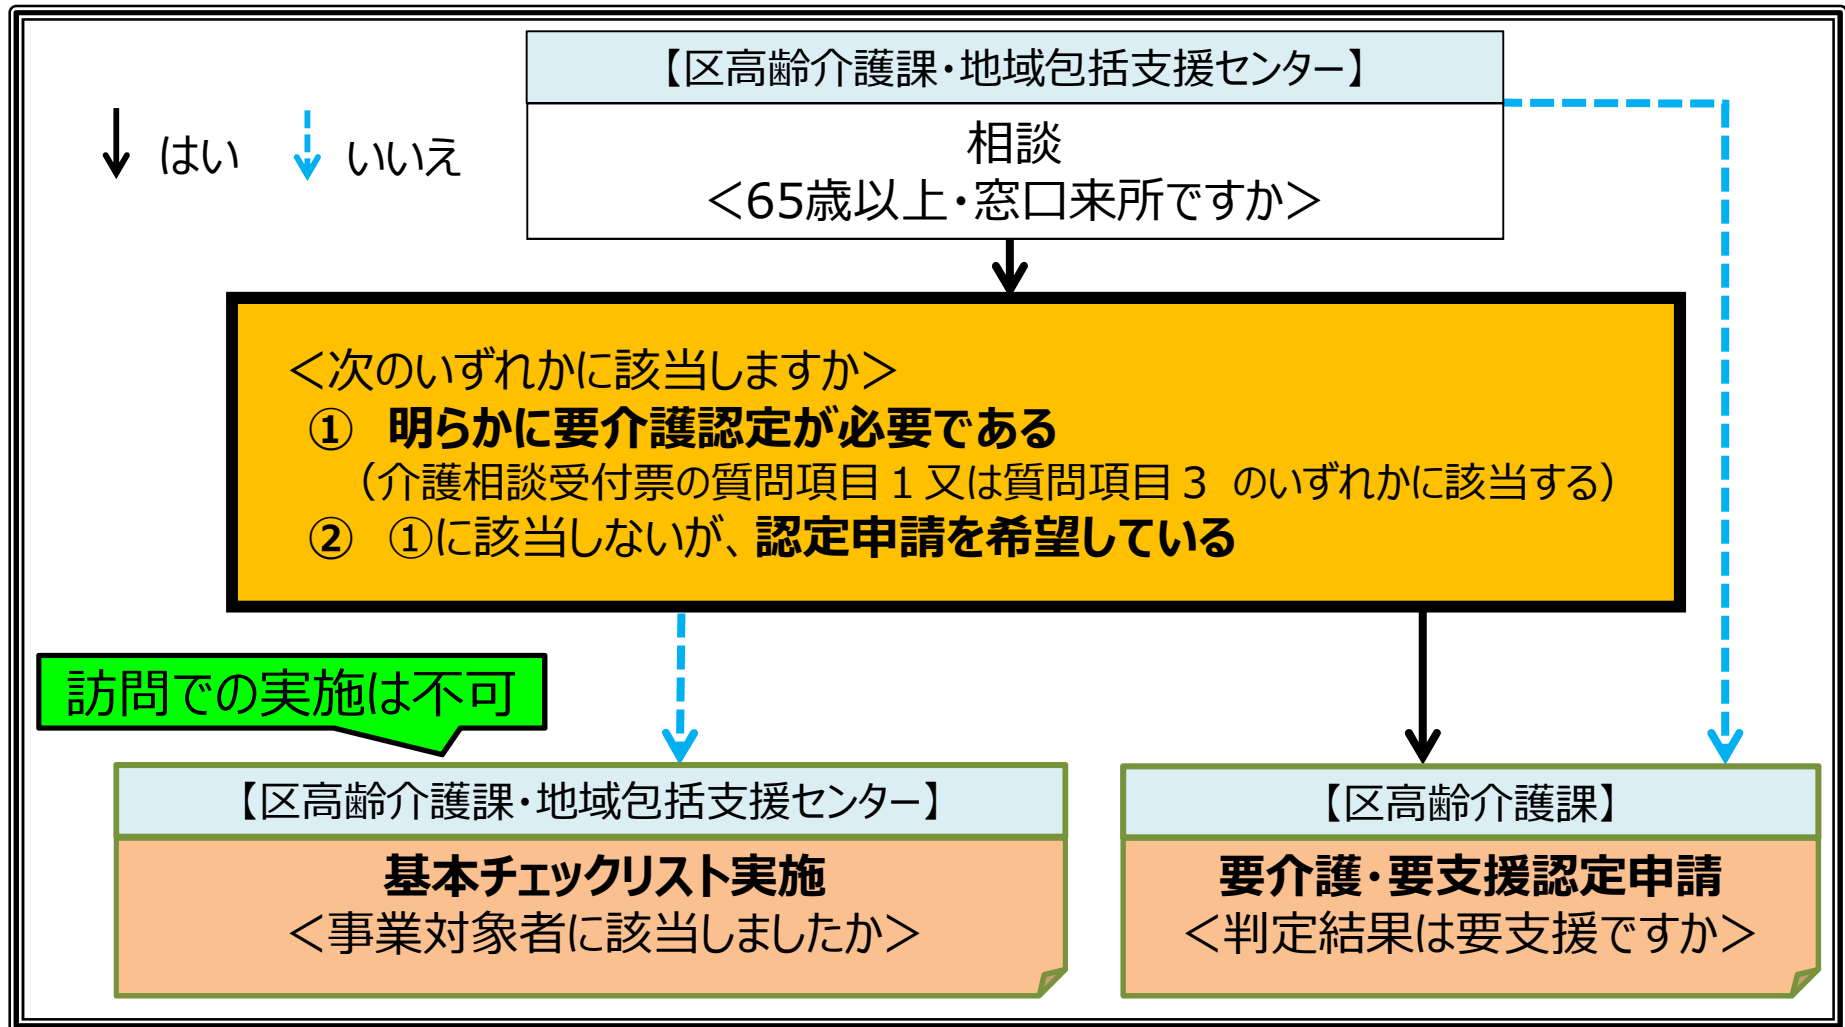 【区高齢介護課・地域包括支援センター】
相談
＜65歳以上・窓口来所ですか＞
はい
いいえ
＜次のいずれかに該当しますか＞
① 明らかに要介護認定が必要である
（介護相談受付票の質問項目１又は質問項目３ のいずれかに該当する）
② ①に該当しないが、認定申請を希望している
訪問での実施は不可
【区高齢介護課・地域包括支援センター】
基本チェックリスト実施
＜事業対象者に該当しましたか＞
【区高齢介護課】
要介護・要支援認定申請
＜判定結果は要支援ですか＞